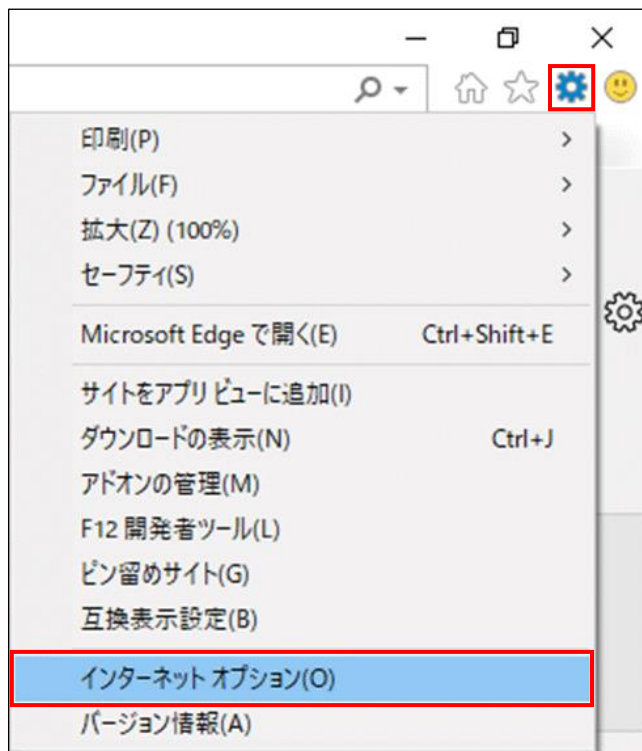 印刷(P)
ファイル(F)
拡大(Z) (100%)
セーフティ(S)
Microsoft Edge で開く(E) Ctrl+Shift+E
サイトをアプリ ビューに追加(I)
ダウンロードの表示(N) Ctrl+J
アドオンの管理(M)
F12 開発者ツール(L)
ピン留めサイト(G)
互換表示設定(B)
インターネット オプション(O)
バージョン情報(A)